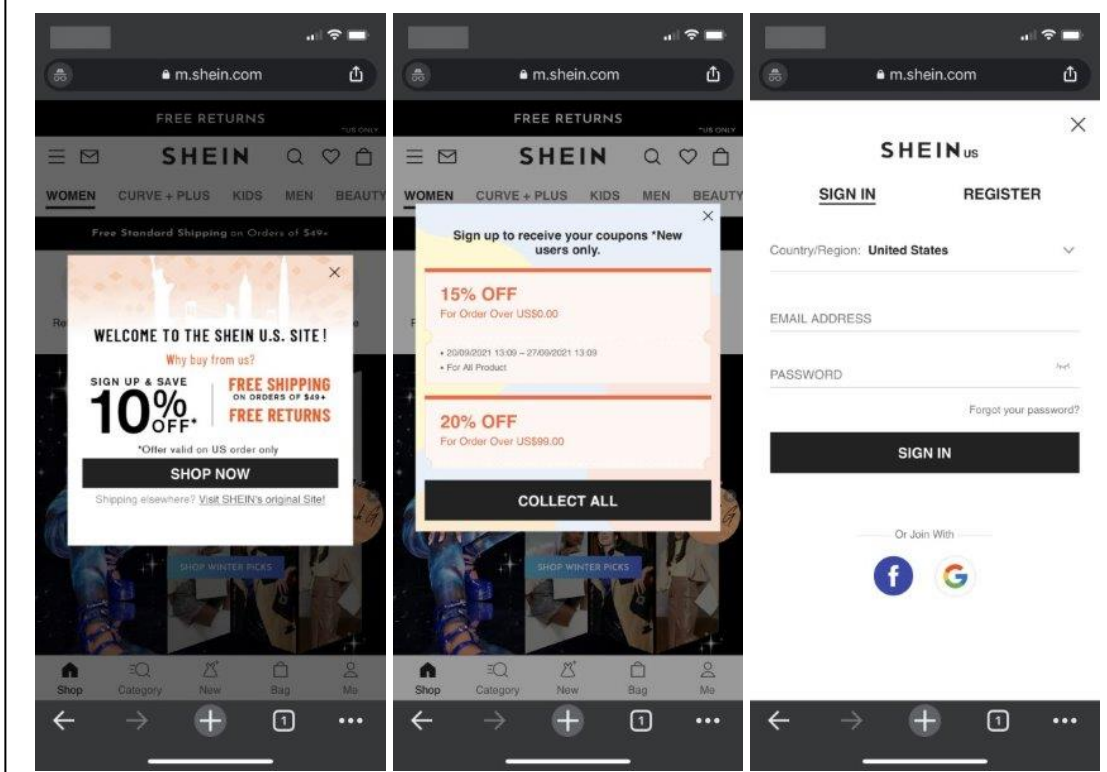 m.shein.com
FREE RETURNS
*US ONLY
SHEIN
WOMEN CURVE + PLUS KIDS MEN BEAUTY
Free Standard Shipping on Orders of $49+
WELCOME TO THE SHEIN U.S. SITE!
Why buy from us?
SIGN UP & SAVE
10% OFF*
FREE SHIPPING
ON ORDERS OF $49+
FREE RETURNS
*Offer valid on US order only
SHOP NOW
Shipping elsewhere? Visit SHEIN's original Site!
SHOP WINTER PICKS
Shop Category New Bag Me
1
m.shein.com
FREE RETURNS
*US ONLY
SHEIN
WOMEN CURVE + PLUS KIDS MEN BEAUTY
Sign up to receive your coupons *New
users only.
15% OFF
For Order Over US$0.00
• 20/09/2021 13:09 – 27/09/2021 13:09
• For All Product
20% OFF
For Order Over US$99.00
COLLECT ALL
SHOP WINTER PICKS
Shop Category New Bag Me
1
m.shein.com
SHEIN US
SIGN IN REGISTER
Country/Region: United States
EMAIL ADDRESS
PASSWORD
Forgot your password?
SIGN IN
Or Join With
f G
1